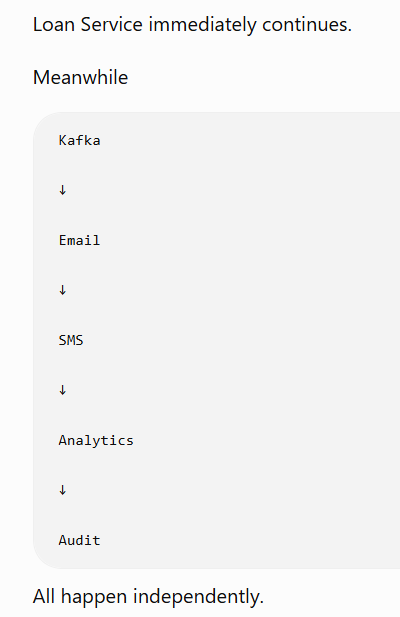 Loan Service immediately continues.
Meanwhile
Kafka
↓
Email
↓
SMS
↓
Analytics
↓
Audit
All happen independently.